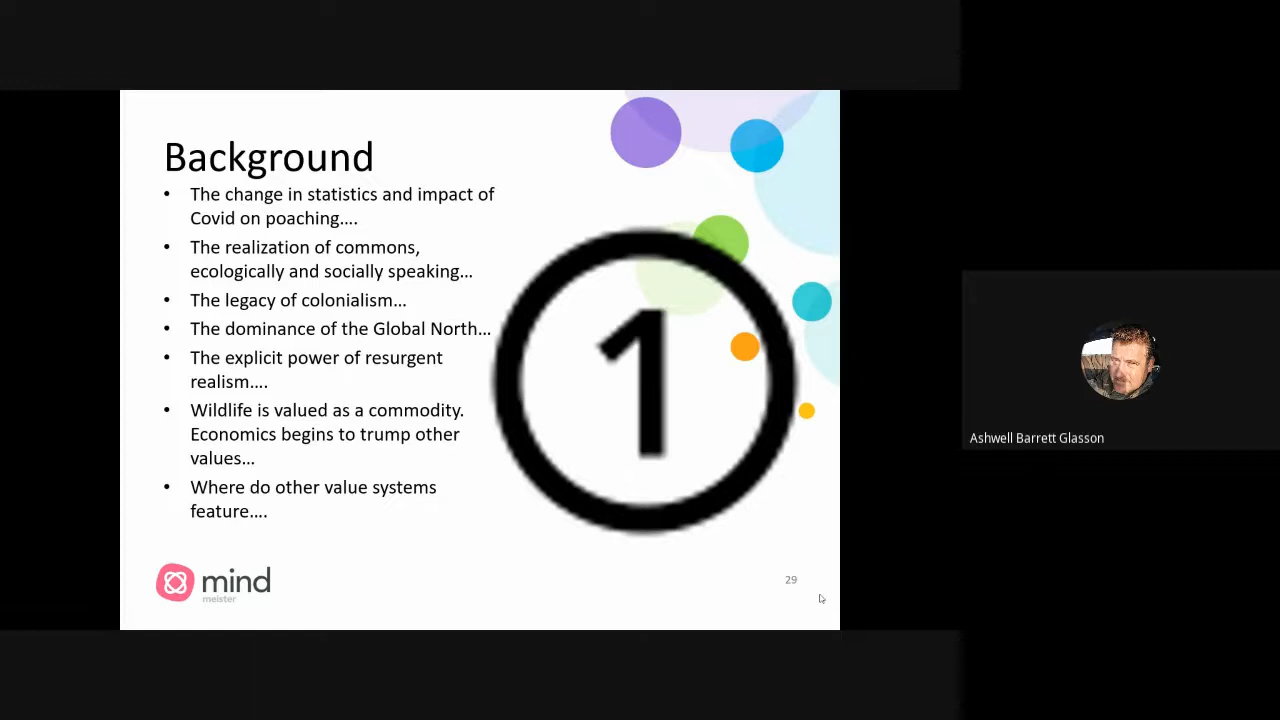 Background
• The change in statistics and impact of
Covid on poaching....
• The realization of commons,
ecologically and socially speaking...
• The legacy of colonialism...
• The dominance of the Global North...
• The explicit power of resurgent
realism....
• Wildlife is valued as a commodity.
Economics begins to trump other
values...
• Where do other value systems
feature....
1
mind
meister
29
Ashwell Barrett Glasson